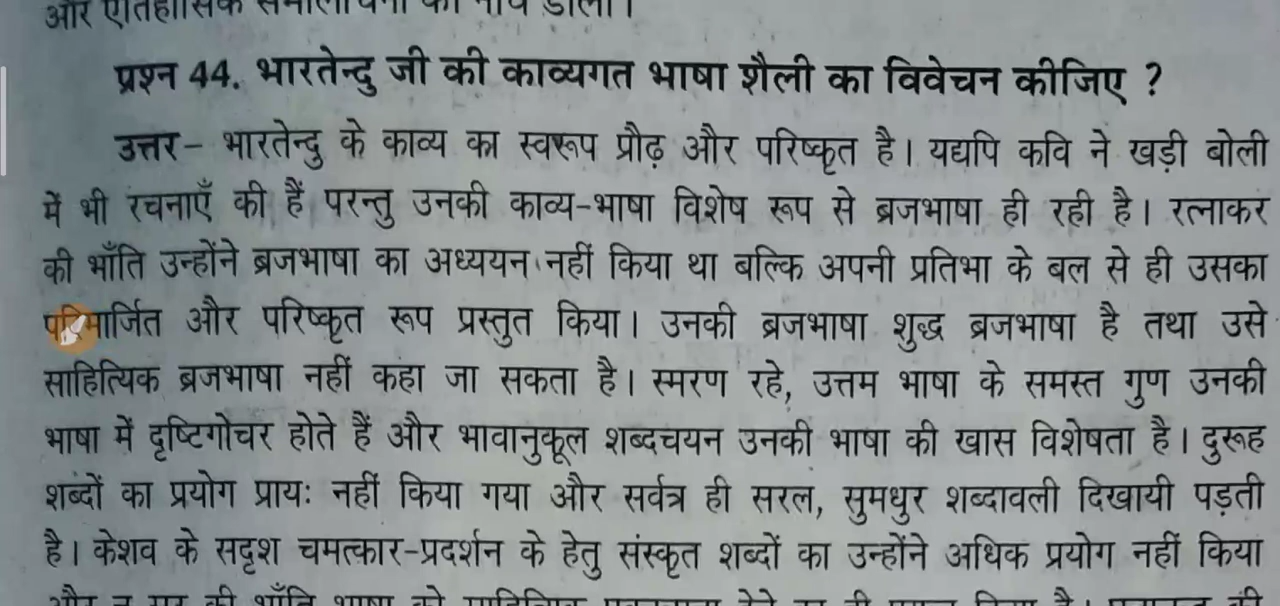 और ऐतिहासिक समालोचना की नींव डाली।
प्रश्न 44. भारतेन्दु जी की काव्यगत भाषा शैली का विवेचन कीजिए ?
उत्तर– भारतेन्दु के काव्य का स्वरूप प्रौढ़ और परिष्कृत है। यद्यपि कवि ने खड़ी बोली
में भी रचनाएँ की हैं परन्तु उनकी काव्य-भाषा विशेष रूप से ब्रजभाषा ही रही है। रत्नाकर
की भाँति उन्होंने ब्रजभाषा का अध्ययन नहीं किया था बल्कि अपनी प्रतिभा के बल से ही उसका
परिमार्जित और परिष्कृत रूप प्रस्तुत किया। उनकी ब्रजभाषा शुद्ध ब्रजभाषा है तथा उसे
साहित्यिक ब्रजभाषा नहीं कहा जा सकता है। स्मरण रहे, उत्तम भाषा के समस्त गुण उनकी
भाषा में दृष्टिगोचर होते हैं और भावानुकूल शब्दचयन उनकी भाषा की खास विशेषता है। दुरूह
शब्दों का प्रयोग प्रायः नहीं किया गया और सर्वत्र ही सरल, सुमधुर शब्दावली दिखायी पड़ती
है। केशव के सदृश चमत्कार-प्रदर्शन के हेतु संस्कृत शब्दों का उन्होंने अधिक प्रयोग नहीं किया
और न सूर की भाँति भाषा को